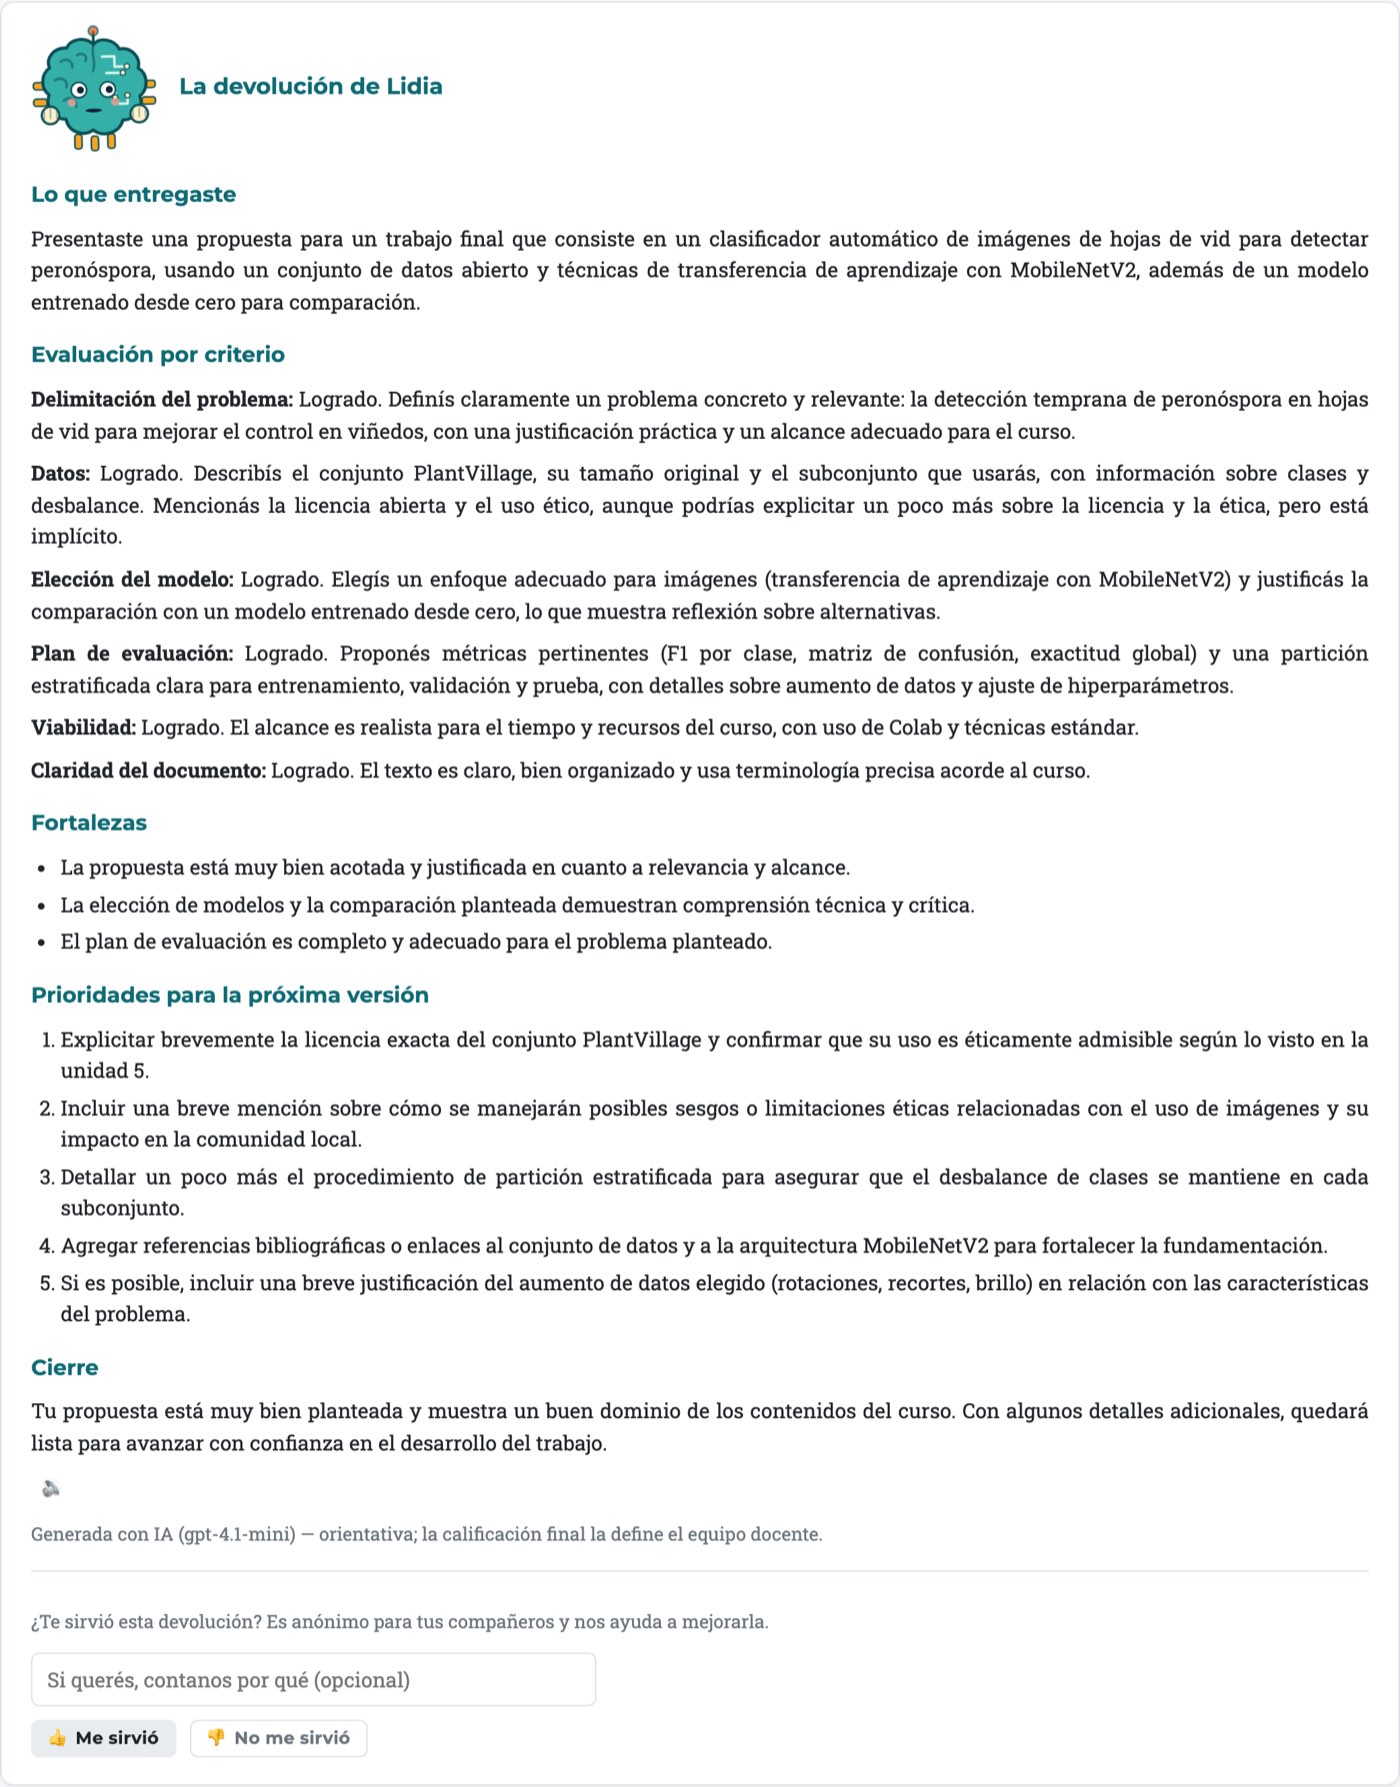 La devolución de Lidia
Lo que entregaste
Presentaste una propuesta para un trabajo final que consiste en un clasificador automático de imágenes de hojas de vid para detectar
peronóspora, usando un conjunto de datos abierto y técnicas de transferencia de aprendizaje con MobileNetV2, además de un modelo
entrenado desde cero para comparación.
Evaluación por criterio
Delimitación del problema: Logrado. Definís claramente un problema concreto y relevante: la detección temprana de peronóspora en hojas
de vid para mejorar el control en viñedos, con una justificación práctica y un alcance adecuado para el curso.
Datos: Logrado. Describís el conjunto PlantVillage, su tamaño original y el subconjunto que usarás, con información sobre clases y
desbalance. Mencionás la licencia abierta y el uso ético, aunque podrías explicitar un poco más sobre la licencia y la ética, pero está
implícito.
Elección del modelo: Logrado. Elegís un enfoque adecuado para imágenes (transferencia de aprendizaje con MobileNetV2) y justificás la
comparación con un modelo entrenado desde cero, lo que muestra reflexión sobre alternativas.
Plan de evaluación: Logrado. Proponés métricas pertinentes (F1 por clase, matriz de confusión, exactitud global) y una partición
estratificada clara para entrenamiento, validación y prueba, con detalles sobre aumento de datos y ajuste de hiperparámetros.
Viabilidad: Logrado. El alcance es realista para el tiempo y recursos del curso, con uso de Colab y técnicas estándar.
Claridad del documento: Logrado. El texto es claro, bien organizado y usa terminología precisa acorde al curso.
Fortalezas
• La propuesta está muy bien acotada y justificada en cuanto a relevancia y alcance.
• La elección de modelos y la comparación planteada demuestran comprensión técnica y crítica.
• El plan de evaluación es completo y adecuado para el problema planteado.
Prioridades para la próxima versión
1. Explicitar brevemente la licencia exacta del conjunto PlantVillage y confirmar que su uso es éticamente admisible según lo visto en la
unidad 5.
2. Incluir una breve mención sobre cómo se manejarán posibles sesgos o limitaciones éticas relacionadas con el uso de imágenes y su
impacto en la comunidad local.
3. Detallar un poco más el procedimiento de partición estratificada para asegurar que el desbalance de clases se mantiene en cada
subconjunto.
4. Agregar referencias bibliográficas o enlaces al conjunto de datos y a la arquitectura MobileNetV2 para fortalecer la fundamentación.
5. Si es posible, incluir una breve justificación del aumento de datos elegido (rotaciones, recortes, brillo) en relación con las características
del problema.
Cierre
Tu propuesta está muy bien planteada y muestra un buen dominio de los contenidos del curso. Con algunos detalles adicionales, quedará
lista para avanzar con confianza en el desarrollo del trabajo.
Generada con IA (gpt-4.1-mini) — orientativa; la calificación final la define el equipo docente.
¿Te sirvió esta devolución? Es anónimo para tus compañeros y nos ayuda a mejorarla.
Si querés, contanos por qué (opcional)
👍 Me sirvió
👎 No me sirvió